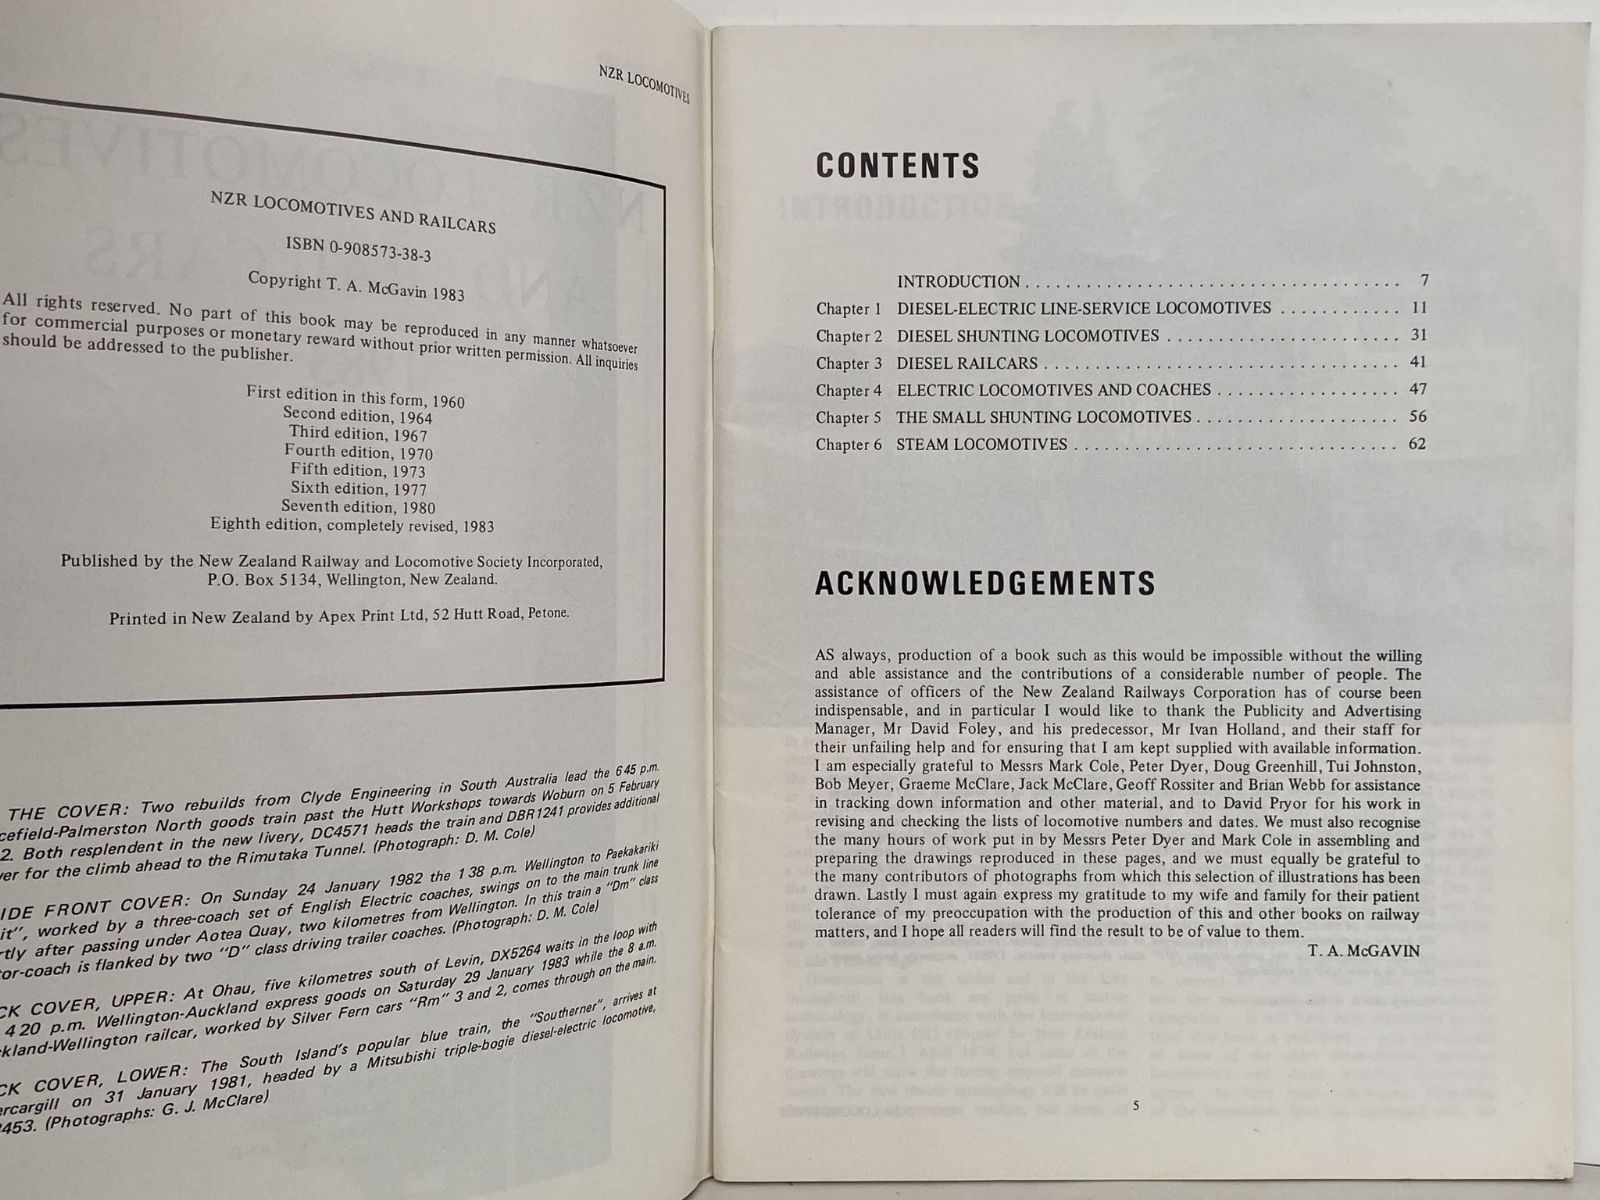 NZR LOCOMOTIVES
NZR LOCOMOTIVES AND RAILCARS
ISBN 0-908573-38-3
Copyright T. A. McGavin 1983
All rights reserved. No part of this book may be reproduced in any manner whatsoever
for commercial purposes or monetary reward without prior written permission. All inquiries
should be addressed to the publisher.
First edition in this form, 1960
Second edition, 1964
Third edition, 1967
Fourth edition, 1970
Fifth edition, 1973
Sixth edition, 1977
Seventh edition, 1980
Eighth edition, completely revised, 1983
Published by the New Zealand Railway and Locomotive Society Incorporated,
P.O. Box 5134, Wellington, New Zealand.
Printed in New Zealand by Apex Print Ltd, 52 Hutt Road, Petone.
THE COVER: Two rebuilds from Clyde Engineering in South Australia lead the 6 45 p.m.
cefield-Palmerston North goods train past the Hutt Workshops towards Woburn on 5 February
2. Both resplendent in the new livery, DC4571 heads the train and DBR1241 provides additional
er for the climb ahead to the Rimutaka Tunnel. (Photograph: D. M. Cole)
IDE FRONT COVER: On Sunday 24 January 1982 the 1 38 p.m. Wellington to Paekakariki
it", worked by a three-coach set of English Electric coaches, swings on to the main trunk line
rtly after passing under Aotea Quay, two kilometres from Wellington. In this train a "Dm" class
or-coach is flanked by two "D" class driving trailer coaches. (Photograph: D. M. Cole)
CK COVER, UPPER: At Ohau, five kilometres south of Levin, DX5264 waits in the loop with
4 20 p.m. Wellington-Auckland express goods on Saturday 29 January 1983 while the 8 a.m.
ckland-Wellington railcar, worked by Silver Fern cars "Rm" 3 and 2, comes through on the main.
CK COVER, LOWER: The South Island's popular blue train, the "Southerner", arrives at
ercargill on 31 January 1981, headed by a Mitsubishi triple-bogie diesel-electric locomotive,
453. (Photographs: G. J. McClare)
CONTENTS
INTRODUCTION . . . . . . . . . . . . . . . . . . . . 7
Chapter 1 DIESEL-ELECTRIC LINE-SERVICE LOCOMOTIVES . . . . . . . . . . . . 11
Chapter 2 DIESEL SHUNTING LOCOMOTIVES . . . . . . . . . . . . . . . . . . . . 31
Chapter 3 DIESEL RAILCARS . . . . . . . . . . . . . . . . . . . . 41
Chapter 4 ELECTRIC LOCOMOTIVES AND COACHES . . . . . . . . . . . . . . . . . . 47
Chapter 5 THE SMALL SHUNTING LOCOMOTIVES . . . . . . . . . . . . . . . . . . . . 56
Chapter 6 STEAM LOCOMOTIVES . . . . . . . . . . . . . . . . . . . . 62
ACKNOWLEDGEMENTS
AS always, production of a book such as this would be impossible without the willing
and able assistance and the contributions of a considerable number of people. The
assistance of officers of the New Zealand Railways Corporation has of course been
indispensable, and in particular I would like to thank the Publicity and Advertising
Manager, Mr David Foley, and his predecessor, Mr Ivan Holland, and their staff for
their unfailing help and for ensuring that I am kept supplied with available information.
I am especially grateful to Messrs Mark Cole, Peter Dyer, Doug Greenhill, Tui Johnston,
Bob Meyer, Graeme McClare, Jack McClare, Geoff Rossiter and Brian Webb for assistance
in tracking down information and other material, and to David Pryor for his work in
revising and checking the lists of locomotive numbers and dates. We must also recognise
the many hours of work put in by Messrs Peter Dyer and Mark Cole in assembling and
preparing the drawings reproduced in these pages, and we must equally be grateful to
the many contributors of photographs from which this selection of illustrations has been
drawn. Lastly I must again express my gratitude to my wife and family for their patient
tolerance of my preoccupation with the production of this and other books on railway
matters, and I hope all readers will find the result to be of value to them.
T. A. McGAVIN
5